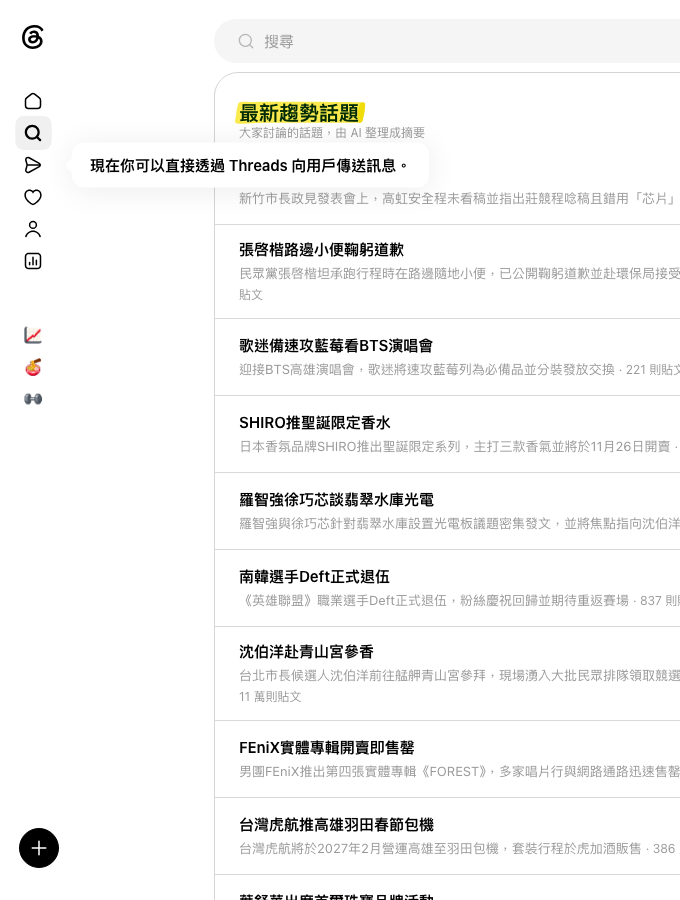 搜尋
最新趨勢話題
大家討論的話題，由 AI 整理成摘要
現在你可以直接透過 Threads 向用戶傳送訊息。
新竹市長政見發表會上，高虹安全程未看稿並指出莊競程唸稿且錯用「芯片」
張啓楷路邊小便鞠躬道歉
民眾黨張啓楷坦承跑行程時在路邊隨地小便，已公開鞠躬道歉並赴環保局接受
貼文
歌迷備速攻藍莓看BTS演唱會
迎接BTS高雄演唱會，歌迷將速攻藍莓列為必備品並分裝發放交換 · 221 則貼文
SHIRO推聖誕限定香水
日本香氛品牌SHIRO推出聖誕限定系列，主打三款香氣並將於11月26日開賣 ·
羅智強徐巧芯談翡翠水庫光電
羅智強與徐巧芯針對翡翠水庫設置光電板議題密集發文，並將焦點指向沈伯洋
南韓選手Deft正式退伍
《英雄聯盟》職業選手Deft正式退伍，粉絲慶祝回歸並期待重返賽場 · 837 則
沈伯洋赴青山宮參香
台北市長候選人沈伯洋前往艋舺青山宮參拜，現場湧入大批民眾排隊領取競選
11 萬則貼文
FEniX實體專輯開賣即售罄
男團FEniX推出第四張實體專輯《FOREST》，多家唱片行與網路通路迅速售罄
台灣虎航推高雄羽田春節包機
台灣虎航將於2027年2月營運高雄至羽田包機，套裝行程於虎加酒販售 · 386